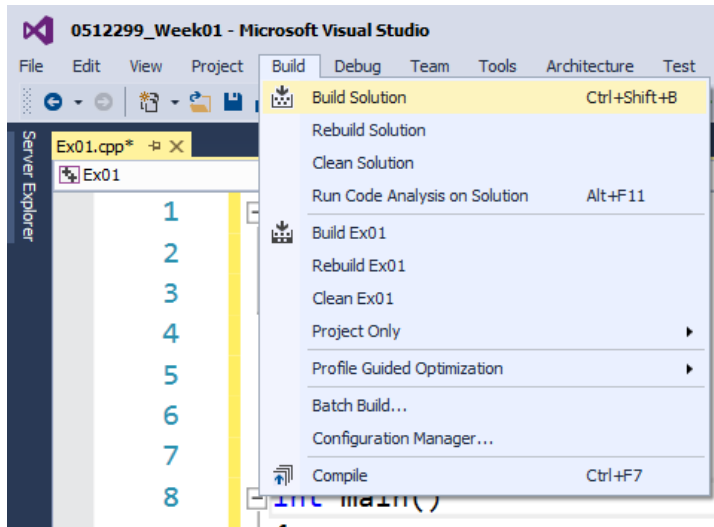 0512299_Week01 - Microsoft Visual Studio
File Edit View Project Build Debug Team Tools Architecture Test
Build Solution Ctrl+Shift+B
Rebuild Solution
Clean Solution
Run Code Analysis on Solution Alt+F11
Build Ex01
Rebuild Ex01
Clean Ex01
Project Only
Profile Guided Optimization
Batch Build...
Configuration Manager...
Compile Ctrl+F7
Server Explorer
Ex01.cpp*
Ex01
1
2
3
4
5
6
7
8 int main()